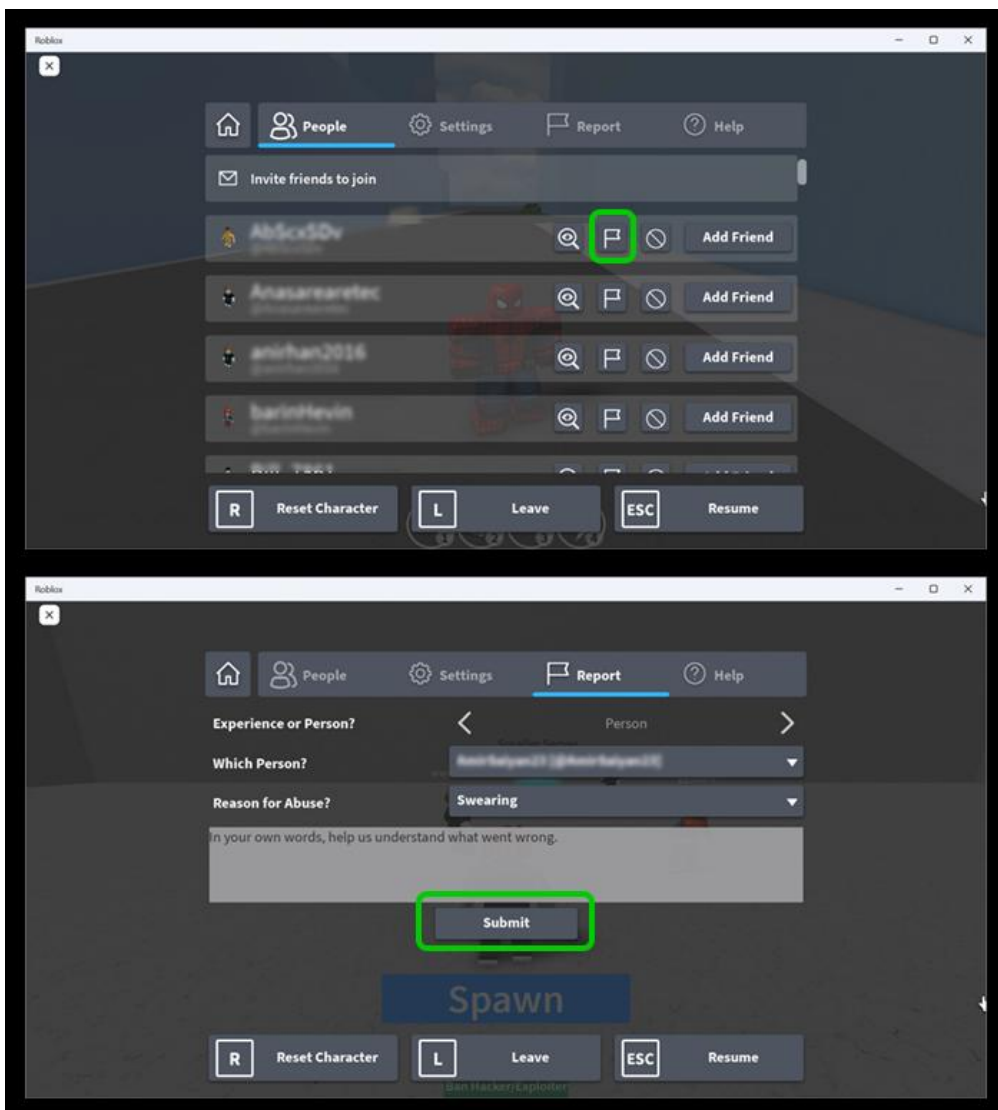 Roblox
People
Settings
Report
Help
Invite friends to join
AbScxSDv
Add Friend
Anasarearetec
Add Friend
anirhan2016
Add Friend
barinHevin
Add Friend
R Reset Character L Leave ESC Resume
Roblox
People
Settings
Report
Help
Experience or Person? Person
Which Person?
Reason for Abuse? Swearing
In your own words, help us understand what went wrong.
Submit
Spawn
R Reset Character L Leave ESC Resume
Ban Hacker/Exploiter